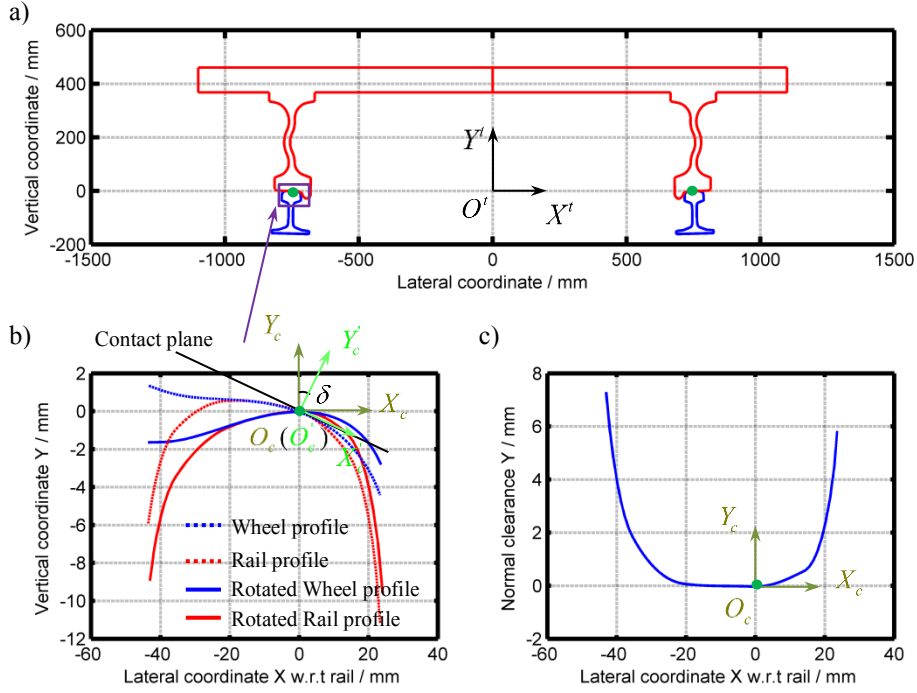 a)
Vertical coordinate / mm
600
400
200
0
-200
Y^t
O^t
X^t
-1500
-1000
-500
0
500
1000
1500
Lateral coordinate / mm
b)
Contact plane
Y_c
Y_c'
δ
X_c
O_c (O_c')
X_c'
Vertical coordinate Y / mm
2
0
-2
-4
-6
-8
-10
-12
Wheel profile
Rail profile
Rotated Wheel profile
Rotated Rail profile
-60
-40
-20
0
20
40
Lateral coordinate X w.r.t rail / mm
c)
Normal clearance Y / mm
8
6
4
2
0
-2
Y_c
X_c
O_c
-60
-40
-20
0
20
40
Lateral coordinate X w.r.t rail / mm